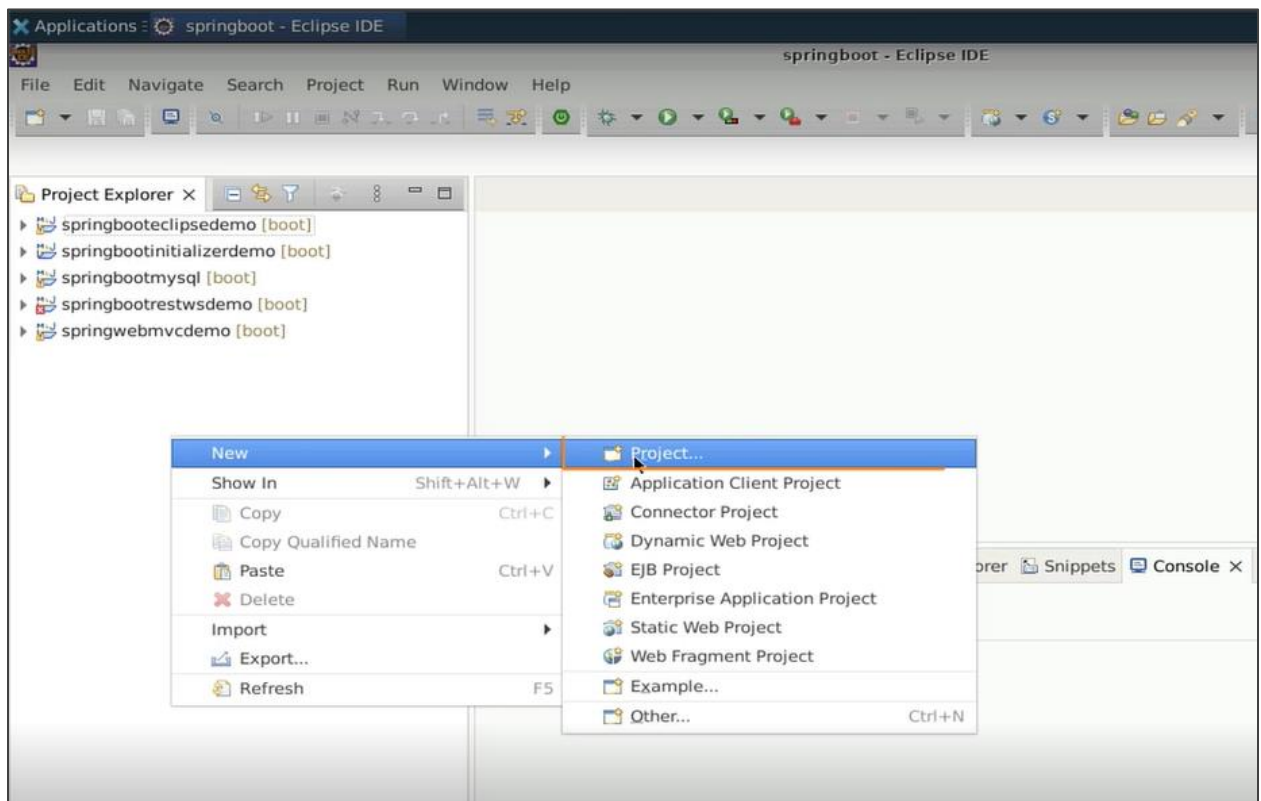 Applications springboot - Eclipse IDE
springboot - Eclipse IDE
File Edit Navigate Search Project Run Window Help
Project Explorer
springbooteclipsedemo [boot]
springbootinitializerdemo [boot]
springbootmysql [boot]
springbootrestwsdemo [boot]
springwebmvcdemo [boot]
New
Show In Shift+Alt+W
Copy Ctrl+C
Copy Qualified Name
Paste Ctrl+V
Delete
Import
Export...
Refresh F5
Project...
Application Client Project
Connector Project
Dynamic Web Project
EJB Project
Enterprise Application Project
Static Web Project
Web Fragment Project
Example...
Other... Ctrl+N
orer Snippets Console